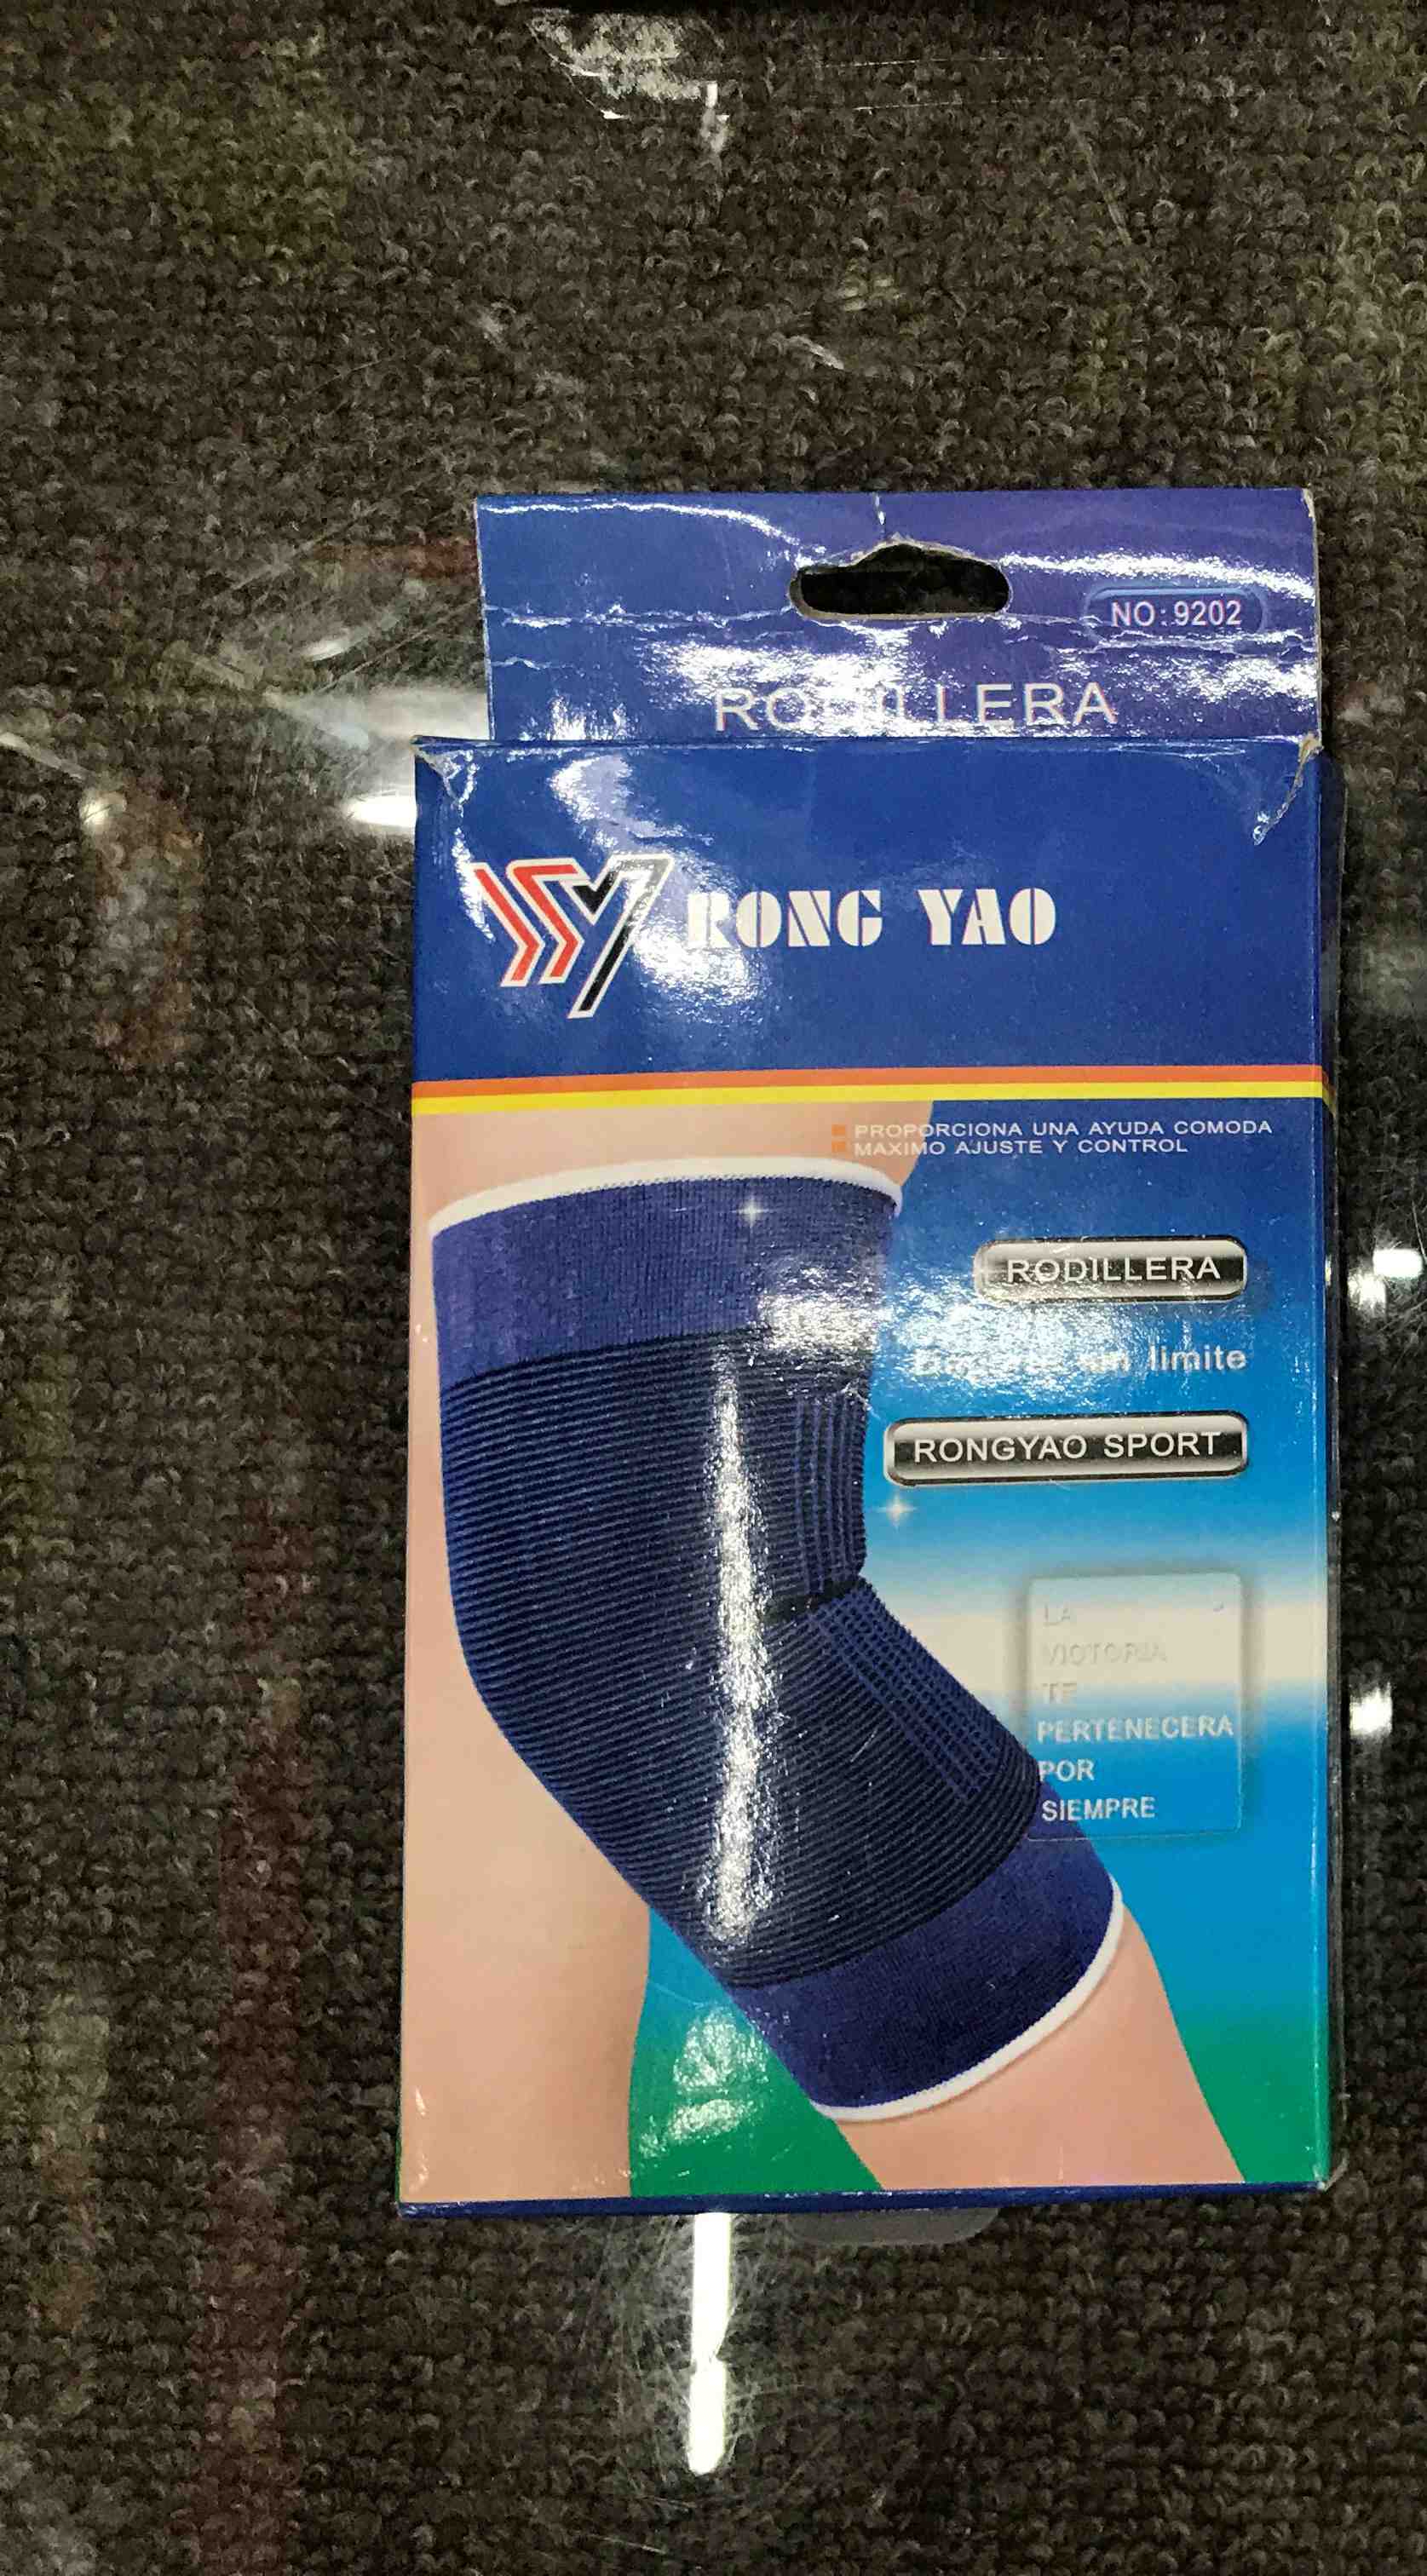 NO:9202
RODILLERA
RONG YAO
PROPORCIONA UNA AYUDA COMODA
MAXIMO AJUSTE Y CONTROL
RODILLERA
limite
RONGYAO SPORT
LA
VICTORIA
TE
PERTENECERA
POR
SIEMPRE